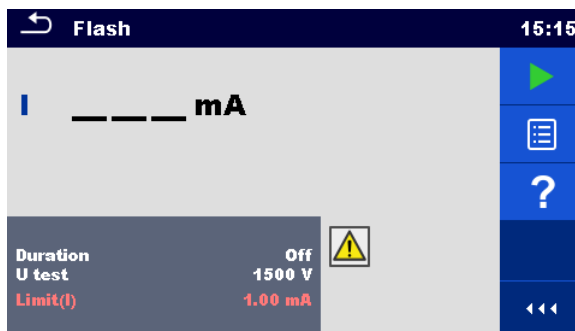 Flash 15:15
I ___ mA
?
Duration Off
U test 1500 V
Limit(I) 1.00 mA